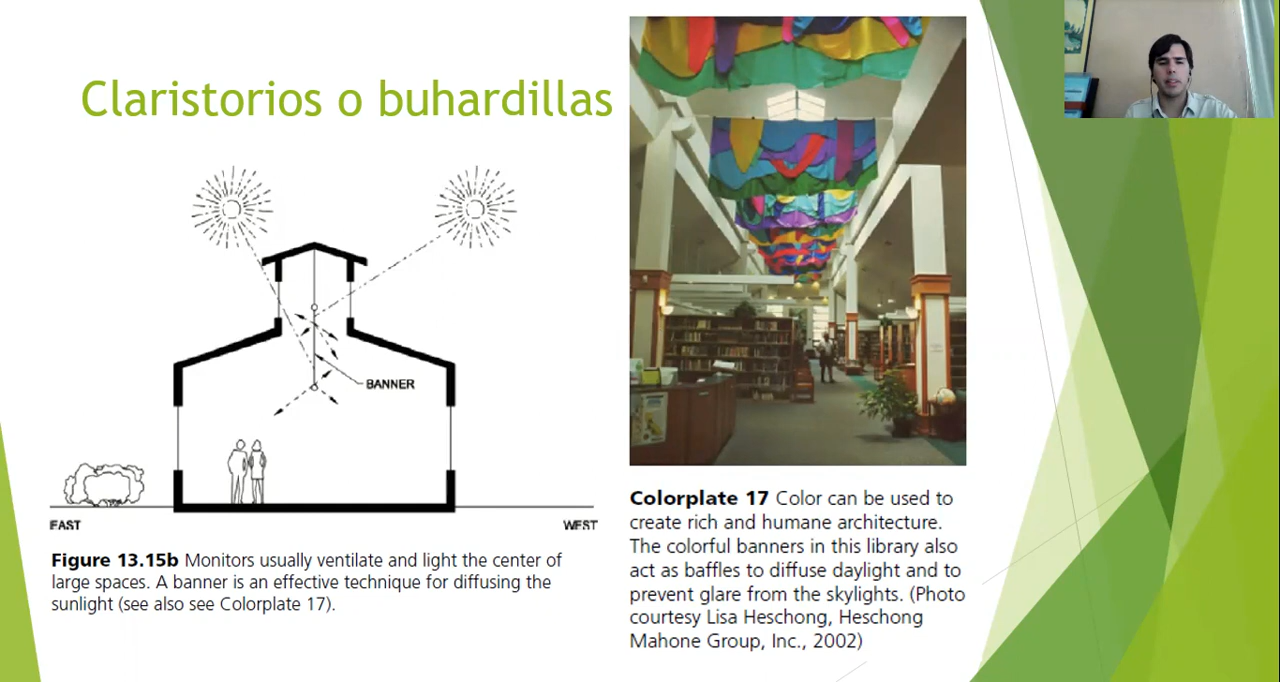 Claristorios o buhardillas
BANNER
EAST
WEST
Figure 13.15b Monitors usually ventilate and light the center of
large spaces. A banner is an effective technique for diffusing the
sunlight (see also see Colorplate 17).
Colorplate 17 Color can be used to
create rich and humane architecture.
The colorful banners in this library also
act as baffles to diffuse daylight and to
prevent glare from the skylights. (Photo
courtesy Lisa Heschong, Heschong
Mahone Group, Inc., 2002)